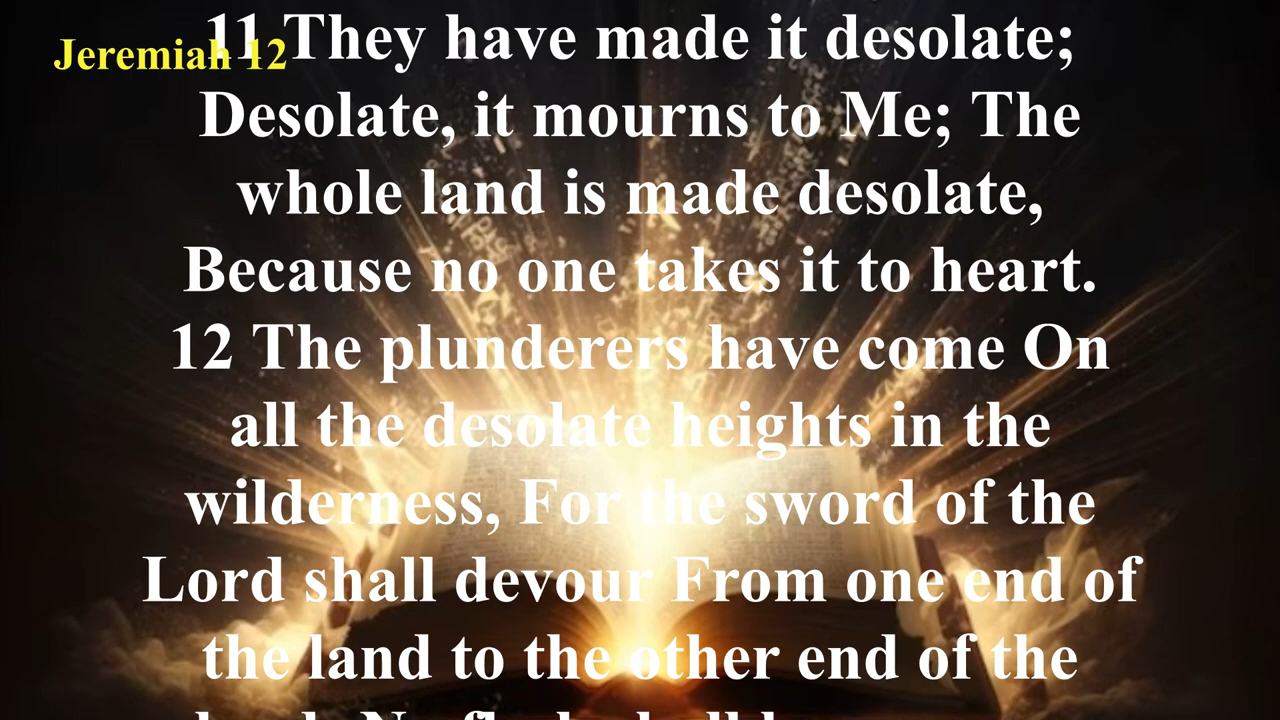 Jeremiah 12
11 They have made it desolate;
Desolate, it mourns to Me; The
whole land is made desolate,
Because no one takes it to heart.
12 The plunderers have come On
all the desolate heights in the
wilderness, For the sword of the
Lord shall devour From one end of
the land to the other end of the